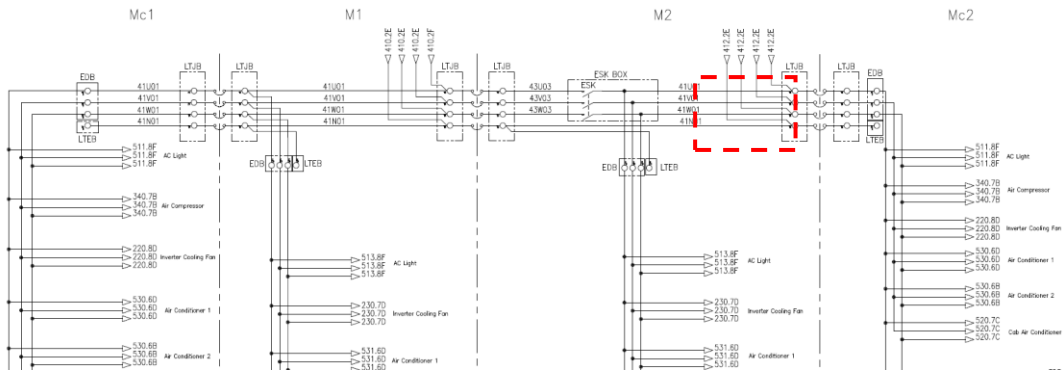 Mc1 M1 M2 Mc2
410.2E 410.2E 410.2E 410.2F 412.2E 412.2E 412.2E 412.2E
EDB LTJB LTJB LTJB LTJB ESK BOX LTJB LTJB EDB
ESK
41U01 41U01 43U03 41U01
41V01 41V01 43V03 41V01
41W01 41W01 43W03 41W01
41N01 41N01 41N01
LTEB LTEB
EDB LTEB EDB LTEB
511.8F
511.8F AC Light
511.8F
340.7B
340.7B Air Compressor
340.7B
220.8D
220.8D Inverter Cooling Fan
220.8D
530.6D
530.6D Air Conditioner 1
530.6D
530.6B
530.6B Air Conditioner 2
530.6B
513.8F
513.8F AC Light
513.8F
230.7D
230.7D Inverter Cooling Fan
230.7D
531.6D
531.6D Air Conditioner 1
531.6D
513.8F
513.8F AC Light
513.8F
230.7D
230.7D Inverter Cooling Fan
230.7D
531.6D
531.6D Air Conditioner 1
531.6D
511.8F
511.8F AC Light
511.8F
340.7B
340.7B Air Compressor
340.7B
220.8D
220.8D Inverter Cooling Fan
220.8D
530.6D
530.6D Air Conditioner 1
530.6D
530.6B
530.6B Air Conditioner 2
530.6B
520.7C
520.7C Cab Air Conditioner
520.7C